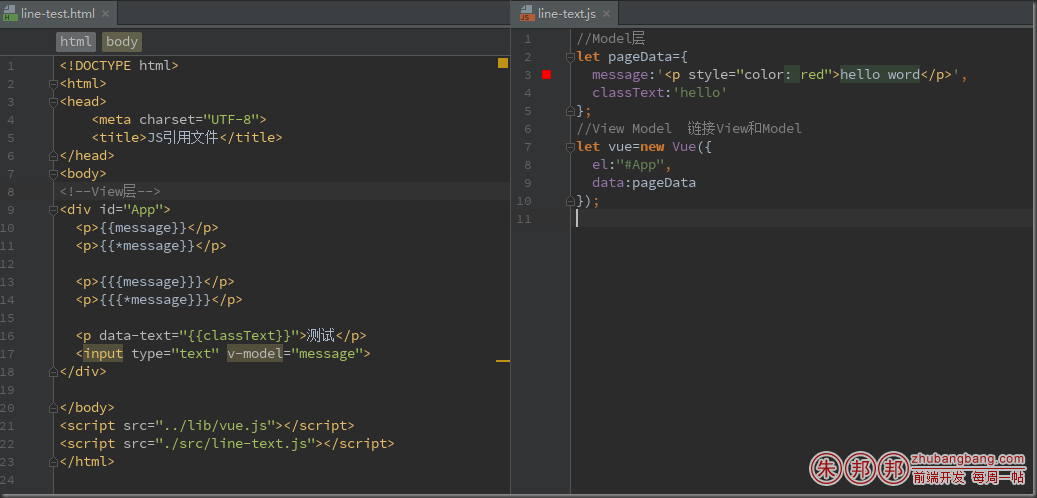 line-test.html
html body
1 <!DOCTYPE html>
2 <html>
3 <head>
4 <meta charset="UTF-8">
5 <title>JS引用文件</title>
6 </head>
7 <body>
8 <!--View层-->
9 <div id="App">
10 <p>{{message}}</p>
11 <p>{{*message}}</p>
12
13 <p>{{{message}}}</p>
14 <p>{{{*message}}}</p>
15
16 <p data-text="{{classText}}">测试</p>
17 <input type="text" v-model="message">
18 </div>
19
20 </body>
21 <script src="../lib/vue.js"></script>
22 <script src="./src/line-text.js"></script>
23 </html>
24
line-text.js
1 //Model层
2 let pageData={
3 message:'<p style="color: red">hello word</p>',
4 classText:'hello'
5 };
6 //View Model 链接View和Model
7 let vue=new Vue({
8 el:"#App",
9 data:pageData
10 });
11
朱邦邦
zhubangbang.com
前端开发 每周一帖